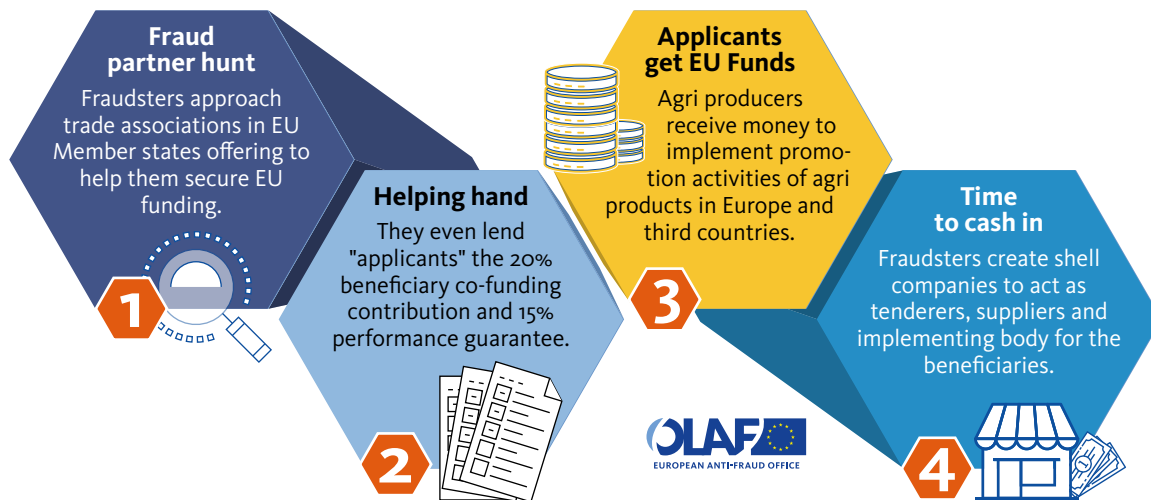 Fraud
partner hunt
Fraudsters approach
trade associations in EU
Member states offering to
help them secure EU
funding.
1
Helping hand
They even lend
"applicants" the 20%
beneficiary co-funding
contribution and 15%
performance guarantee.
2
Applicants
get EU Funds
Agri producers
receive money to
implement promo-
tion activities of agri
products in Europe and
third countries.
3
Time
to cash in
Fraudsters create shell
companies to act as
tenderers, suppliers and
implementing body for the
beneficiaries.
4
OLAF
EUROPEAN ANTI-FRAUD OFFICE